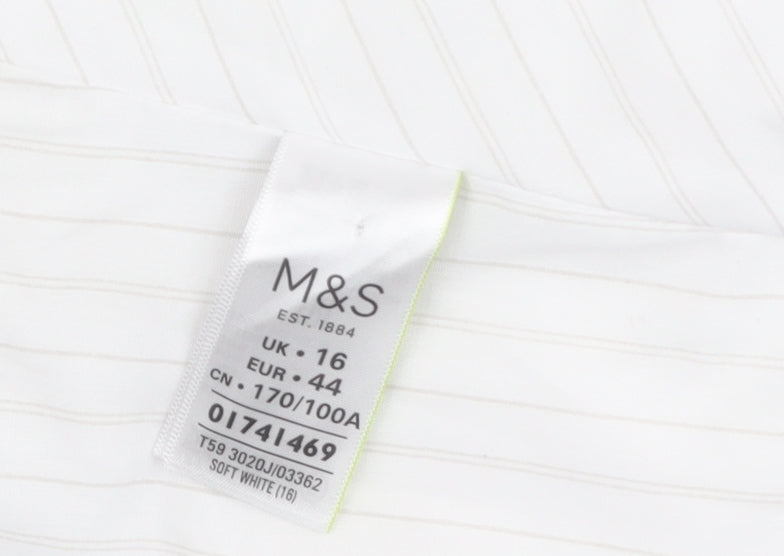 M&S
EST. 1884
UK • 16
EUR • 44
CN • 170/100A
01741469
T59 3020J/03362
SOFT WHITE (16)